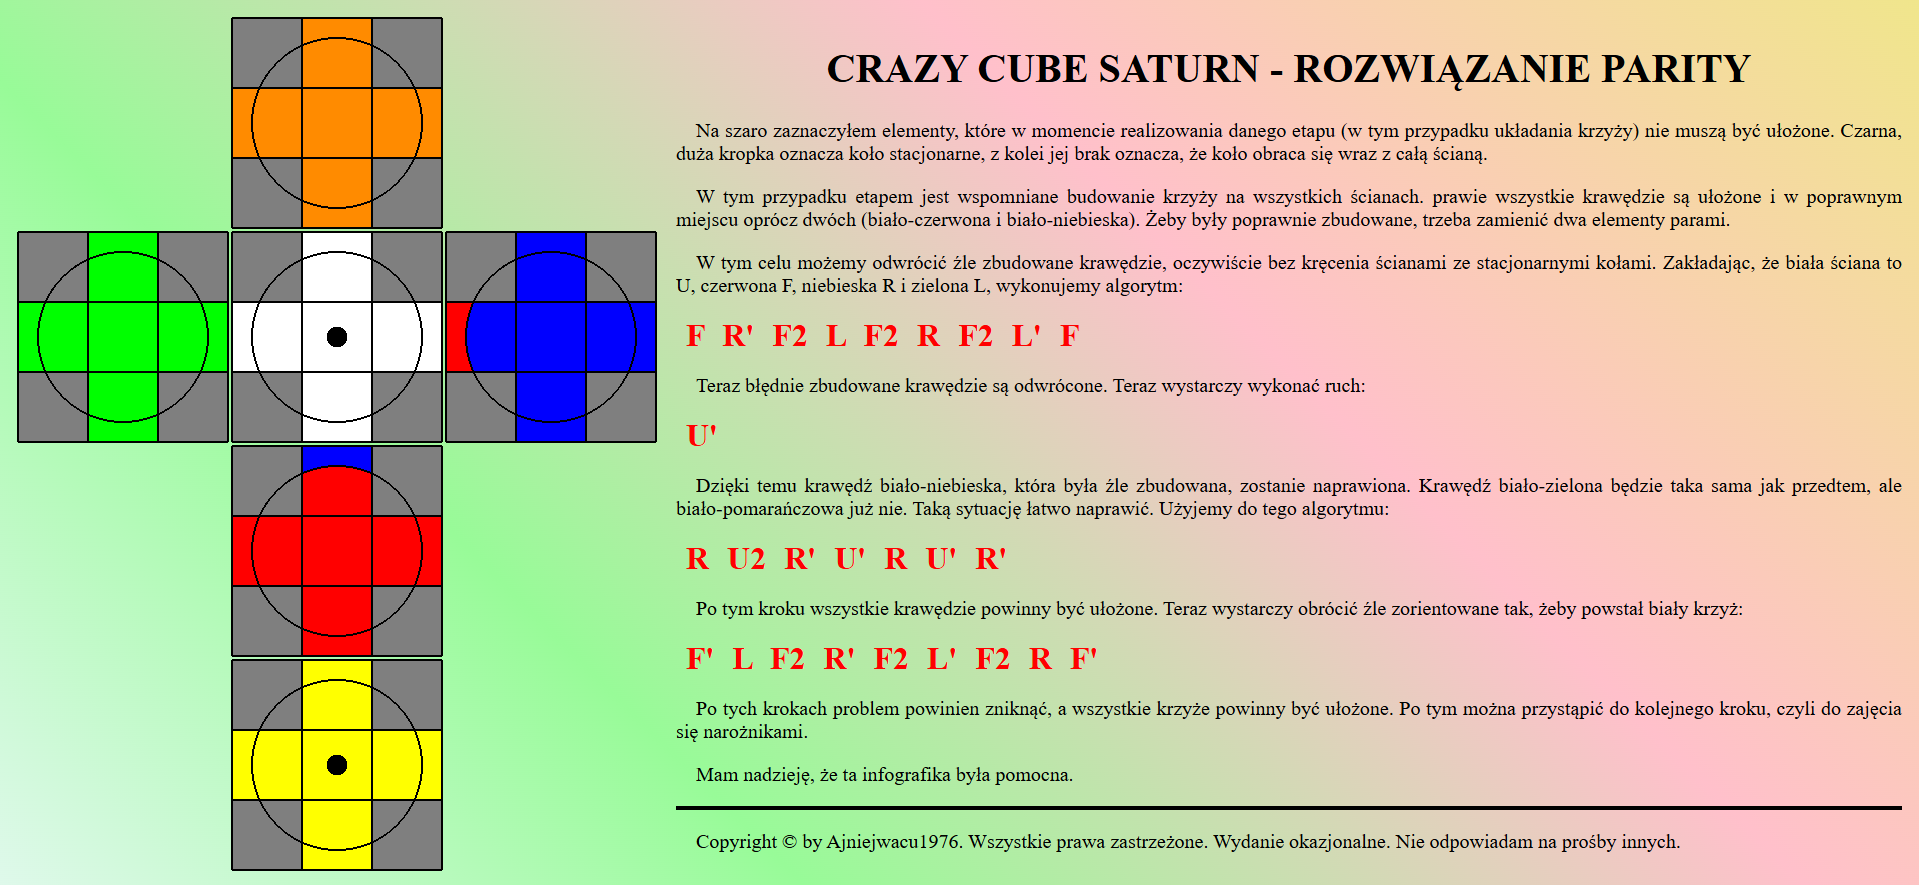 CRAZY CUBE SATURN - ROZWIĄZANIE PARITY
Na szaro zaznaczyłem elementy, które w momencie realizowania danego etapu (w tym przypadku układania krzyży) nie muszą być ułożone. Czarna,
duża kropka oznacza koło stacjonarne, z kolei jej brak oznacza, że koło obraca się wraz z całą ścianą.
W tym przypadku etapem jest wspomniane budowanie krzyży na wszystkich ścianach. prawie wszystkie krawędzie są ułożone i w poprawnym
miejscu oprócz dwóch (biało-czerwona i biało-niebieska). Żeby były poprawnie zbudowane, trzeba zamienić dwa elementy parami.
W tym celu możemy odwrócić źle zbudowane krawędzie, oczywiście bez kręcenia ścianami ze stacjonarnymi kołami. Zakładając, że biała ściana to
U, czerwona F, niebieska R i zielona L, wykonujemy algorytm:
F R' F2 L F2 R F2 L' F
Teraz błędnie zbudowane krawędzie są odwrócone. Teraz wystarczy wykonać ruch:
U'
Dzięki temu krawędź biało-niebieska, która była źle zbudowana, zostanie naprawiona. Krawędź biało-zielona będzie taka sama jak przedtem, ale
biało-pomarańczowa już nie. Taką sytuację łatwo naprawić. Użyjemy do tego algorytmu:
R U2 R' U' R U' R'
Po tym kroku wszystkie krawędzie powinny być ułożone. Teraz wystarczy obrócić źle zorientowane tak, żeby powstał biały krzyż:
F' L F2 R' F2 L' F2 R F'
Po tych krokach problem powinien zniknąć, a wszystkie krzyże powinny być ułożone. Po tym można przystąpić do kolejnego kroku, czyli do zajęcia
się narożnikami.
Mam nadzieję, że ta infografika była pomocna.
Copyright © by Ajniejwacu1976. Wszystkie prawa zastrzeżone. Wydanie okazjonalne. Nie odpowiadam na prośby innych.